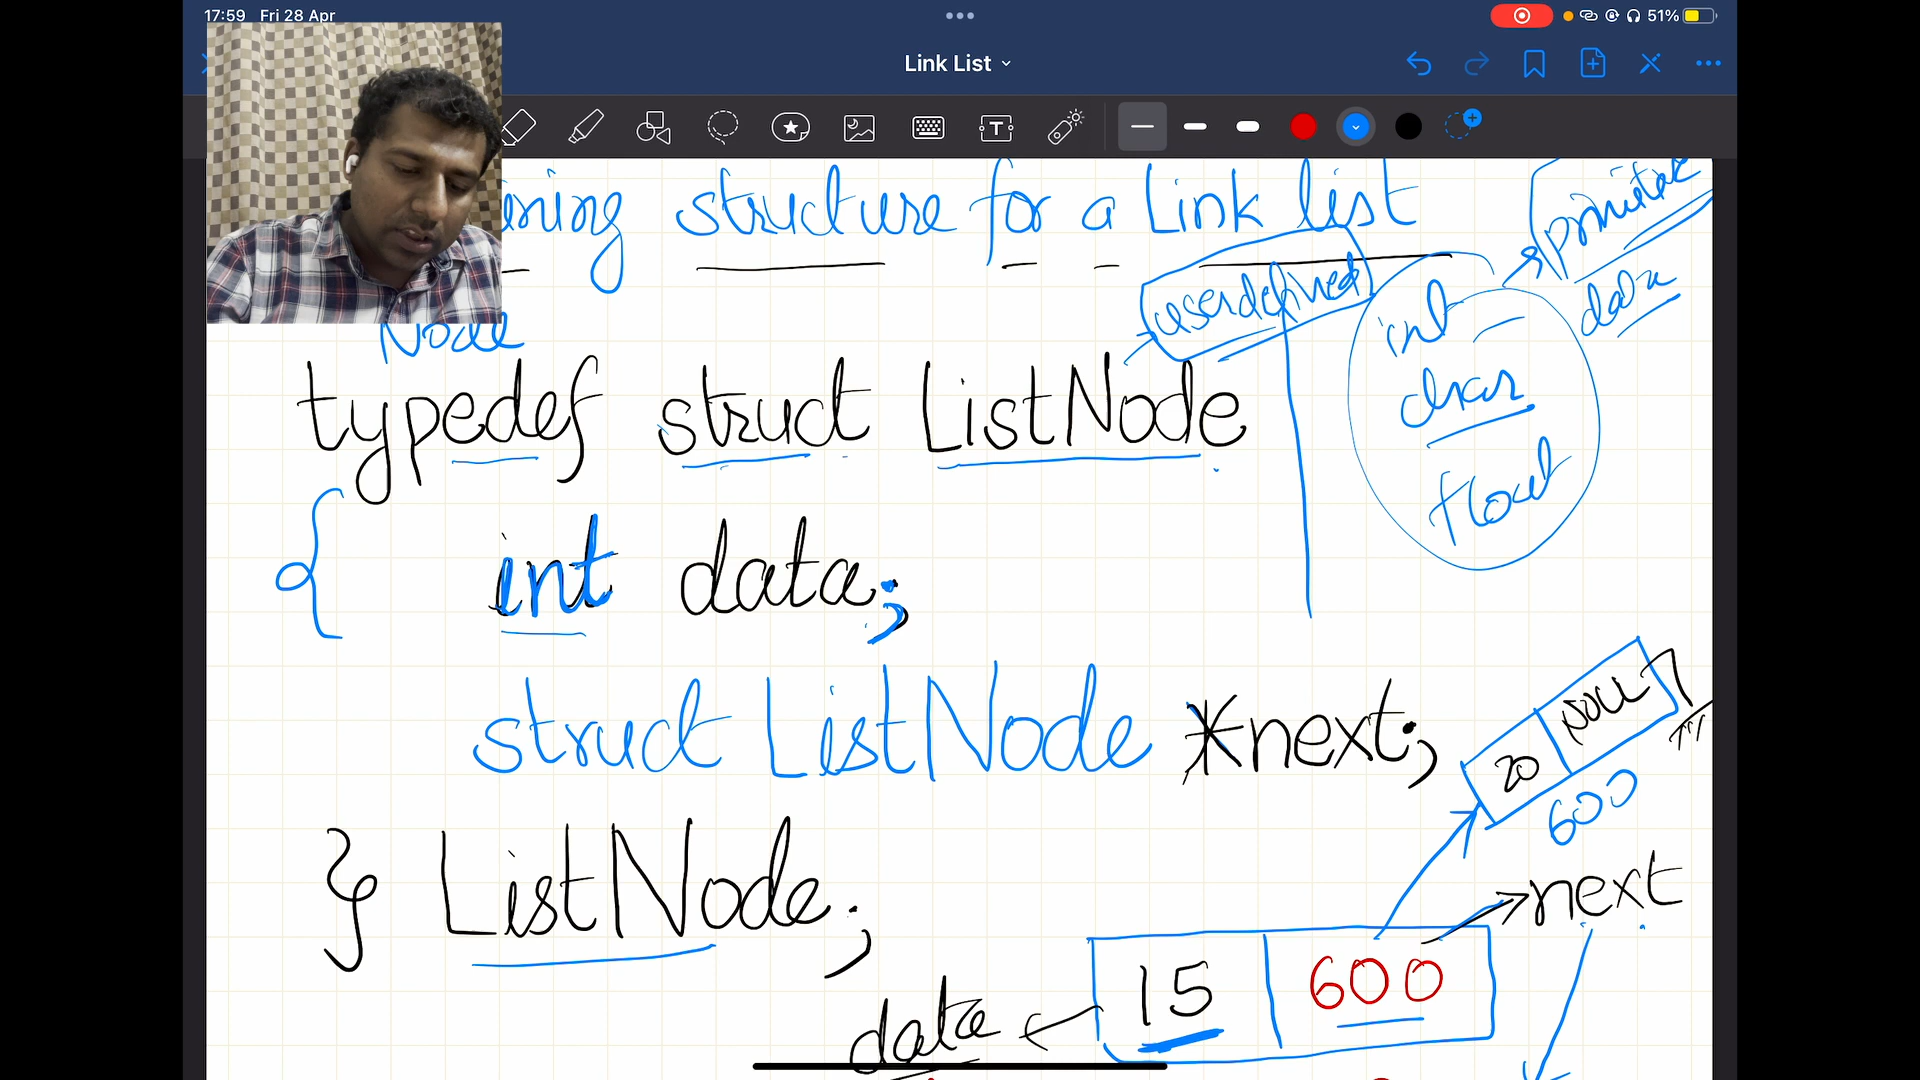 17:59 Fri 28 Apr
51%
Link List
T
ining structure for a Link list
userdefined
data
Node
int
char
float
typedef struct ListNode
{ int data;
struct ListNode *next;
} ListNode;
20 NULL
600
next
15 600
data